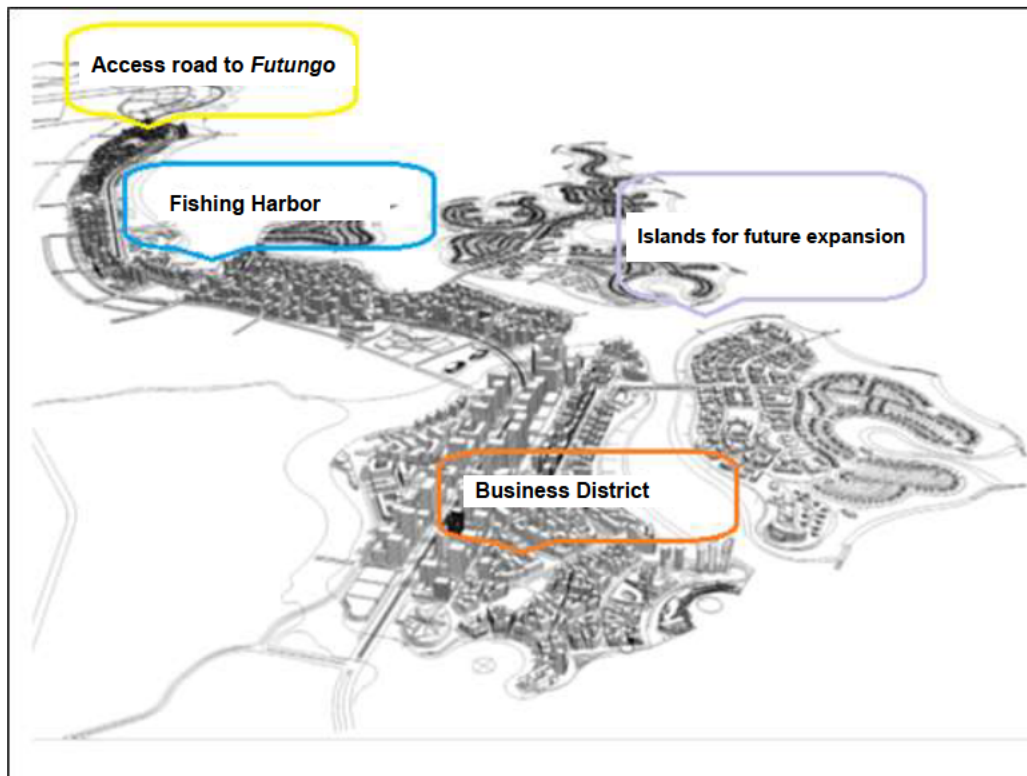 Access road to Futungo
Fishing Harbor
Islands for future expansion
Business District